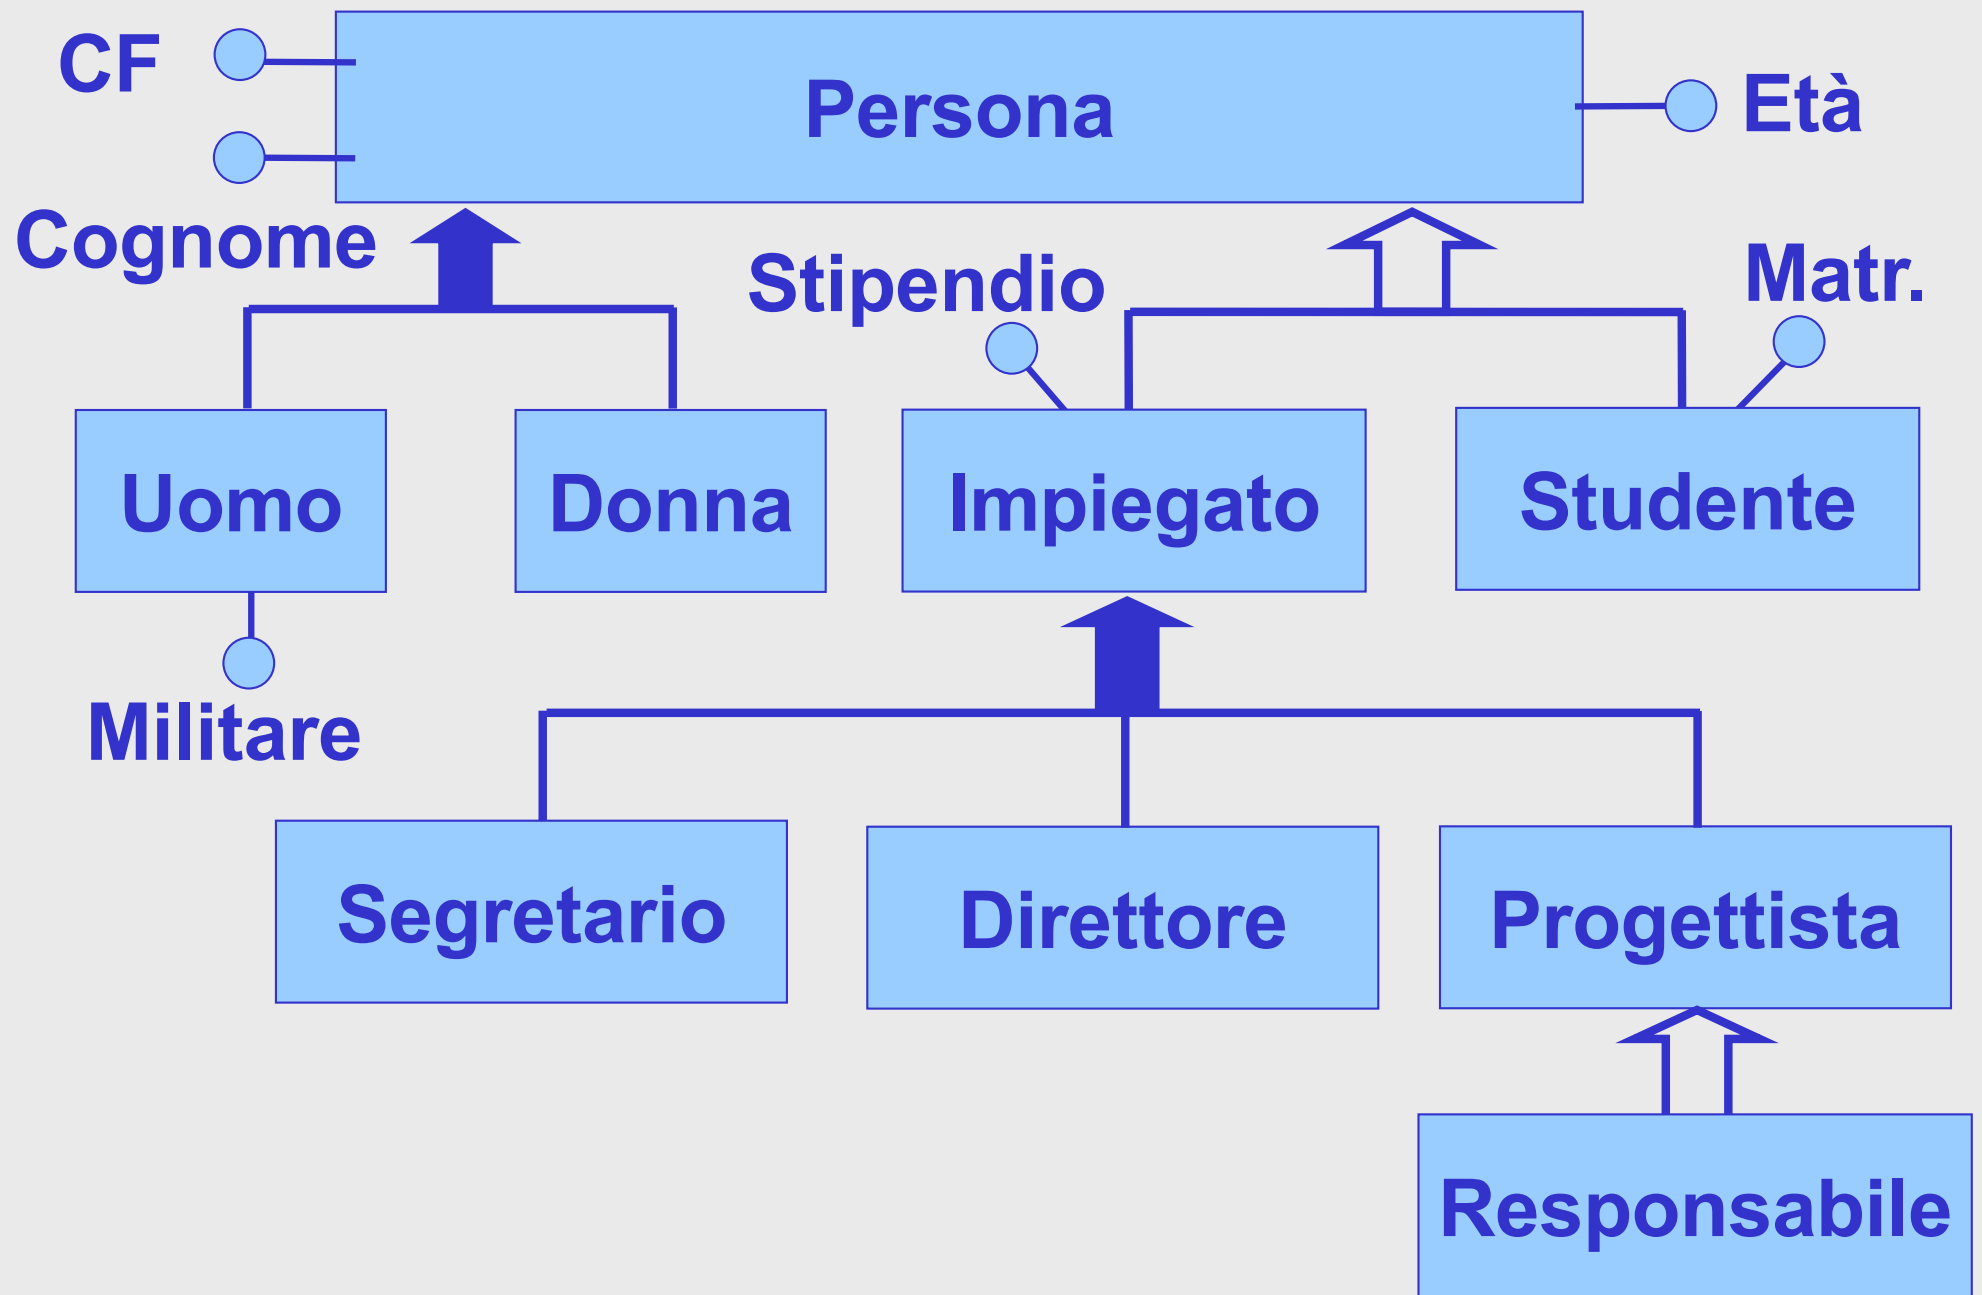 CF
Persona
Età
Cognome
Stipendio
Matr.
Uomo
Donna
Impiegato
Studente
Militare
Segretario
Direttore
Progettista
Responsabile